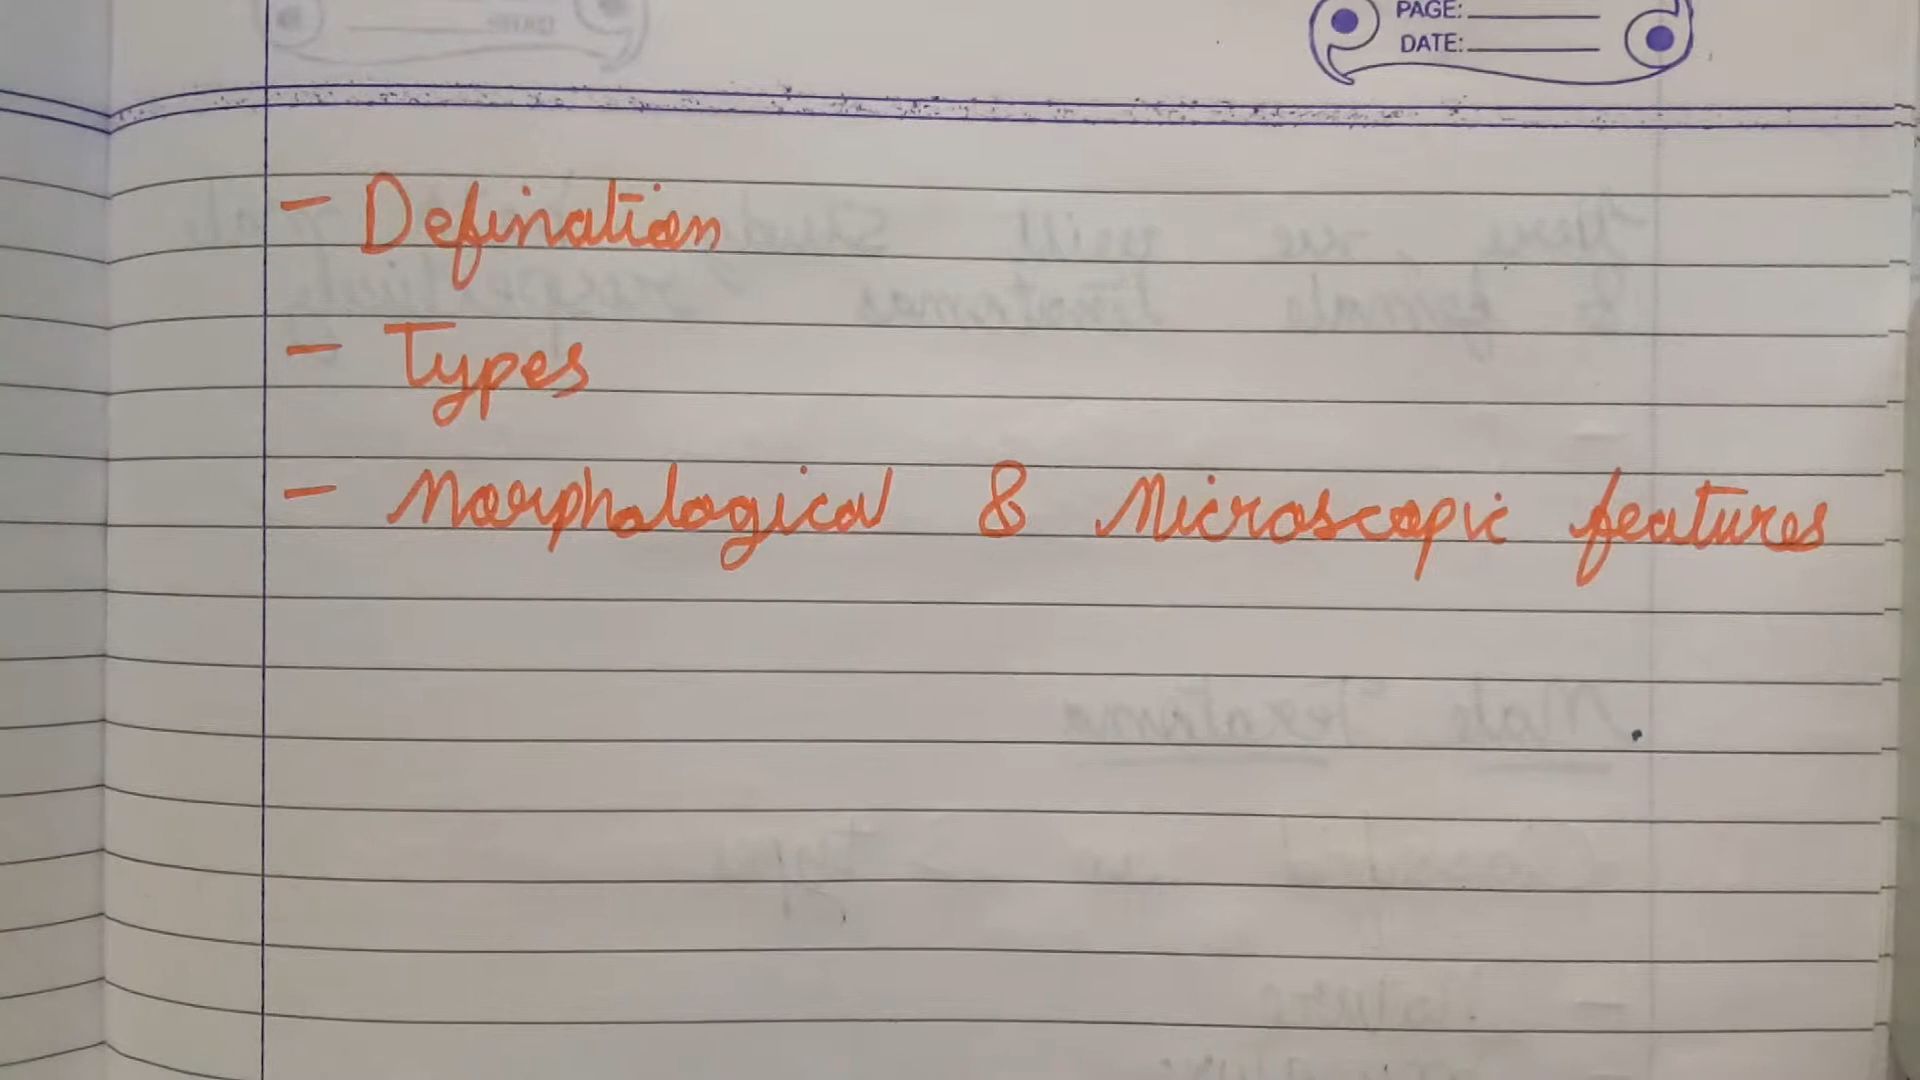 PAGE:
DATE:
- Defination
- Types
- Morphological & Microscopic features